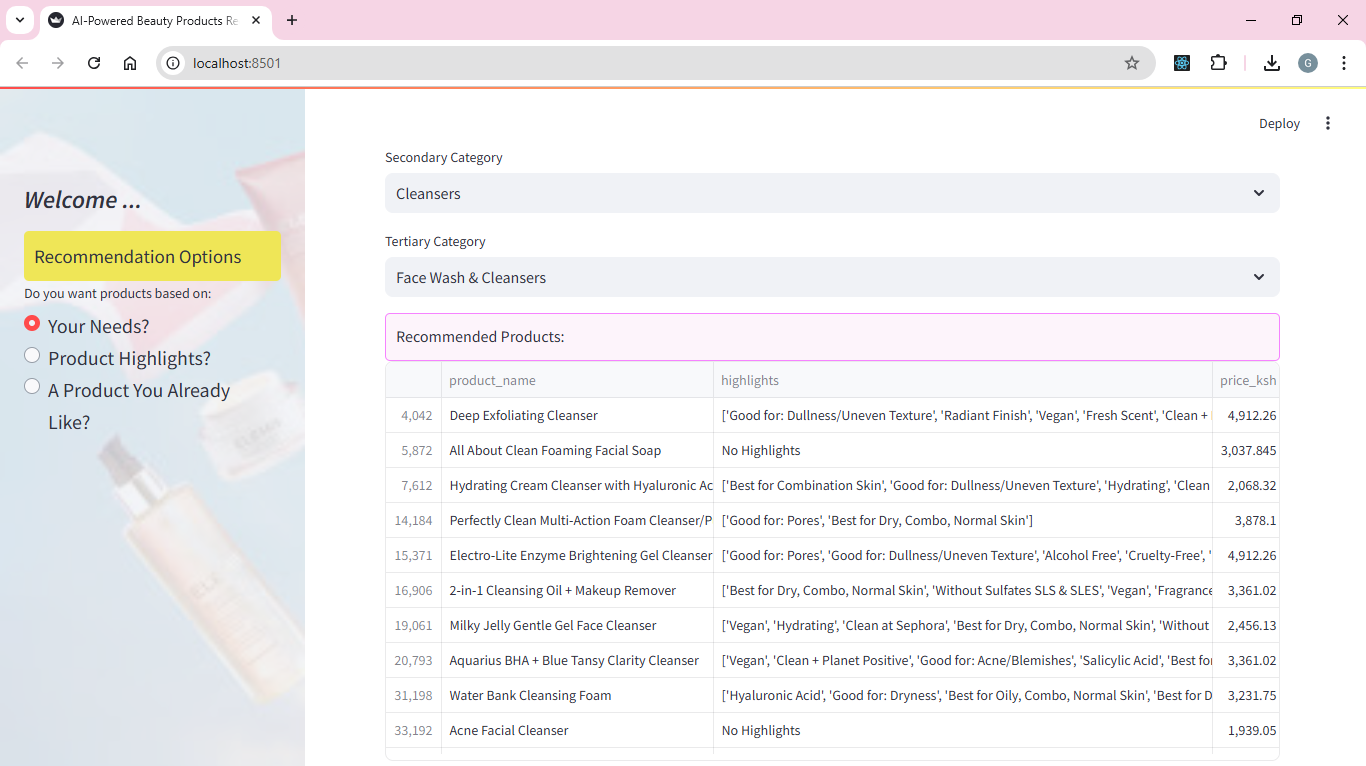 AI-Powered Beauty Products Re
localhost:8501
G
Deploy
Welcome ...
Recommendation Options
Do you want products based on:
Your Needs?
Product Highlights?
A Product You Already
Like?
Secondary Category
Cleansers
Tertiary Category
Face Wash & Cleansers
Recommended Products:
product_name highlights price_ksh
4,042 Deep Exfoliating Cleanser ['Good for: Dullness/Uneven Texture', 'Radiant Finish', 'Vegan', 'Fresh Scent', 'Clean + 4,912.26
5,872 All About Clean Foaming Facial Soap No Highlights 3,037.845
7,612 Hydrating Cream Cleanser with Hyaluronic Ac ['Best for Combination Skin', 'Good for: Dullness/Uneven Texture', 'Hydrating', 'Clean 2,068.32
14,184 Perfectly Clean Multi-Action Foam Cleanser/P ['Good for: Pores', 'Best for Dry, Combo, Normal Skin'] 3,878.1
15,371 Electro-Lite Enzyme Brightening Gel Cleanser ['Good for: Pores', 'Good for: Dullness/Uneven Texture', 'Alcohol Free', 'Cruelty-Free', ' 4,912.26
16,906 2-in-1 Cleansing Oil + Makeup Remover ['Best for Dry, Combo, Normal Skin', 'Without Sulfates SLS & SLES', 'Vegan', 'Fragrance 3,361.02
19,061 Milky Jelly Gentle Gel Face Cleanser ['Vegan', 'Hydrating', 'Clean at Sephora', 'Best for Dry, Combo, Normal Skin', 'Without 2,456.13
20,793 Aquarius BHA + Blue Tansy Clarity Cleanser ['Vegan', 'Clean + Planet Positive', 'Good for: Acne/Blemishes', 'Salicylic Acid', 'Best for 3,361.02
31,198 Water Bank Cleansing Foam ['Hyaluronic Acid', 'Good for: Dryness', 'Best for Oily, Combo, Normal Skin', 'Best for D 3,231.75
33,192 Acne Facial Cleanser No Highlights 1,939.05